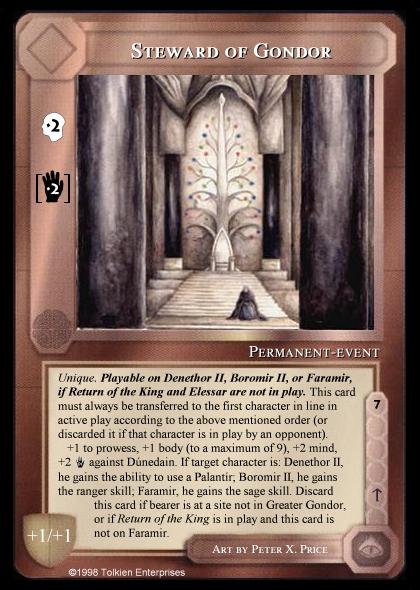 STEWARD OF GONDOR
2
[2]
PERMANENT-EVENT
Unique. Playable on Denethor II, Boromir II, or Faramir,
if Return of the King and Elessar are not in play. This card
must always be transferred to the first character in line in
active play according to the above mentioned order (or
discarded it if that character is in play by an opponent).
+1 to prowess, +1 body (to a maximum of 9), +2 mind,
+2 against Dúnedain. If target character is: Denethor II,
he gains the ability to use a Palantir; Boromir II, he gains
the ranger skill; Faramir, he gains the sage skill. Discard
this card if bearer is at a site not in Greater Gondor,
or if Return of the King is in play and this card is
not on Faramir.
7
+1/+1
ART BY PETER X. PRICE
©1998 Tolkien Enterprises